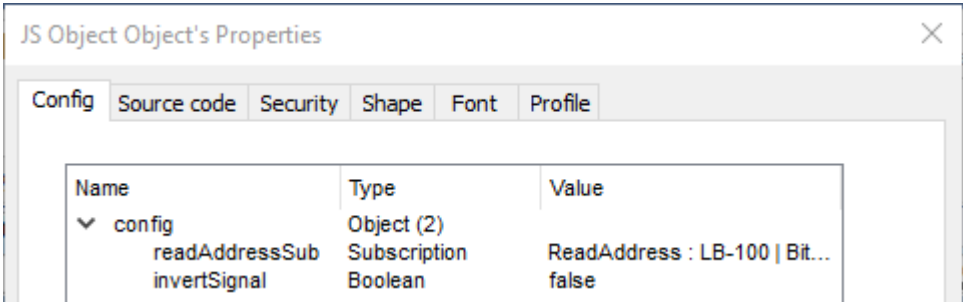 JS Object Object's Properties
Config Source code Security Shape Font Profile
Name Type Value
config Object (2)
readAddressSub Subscription ReadAddress : LB-100 | Bit...
invertSignal Boolean false